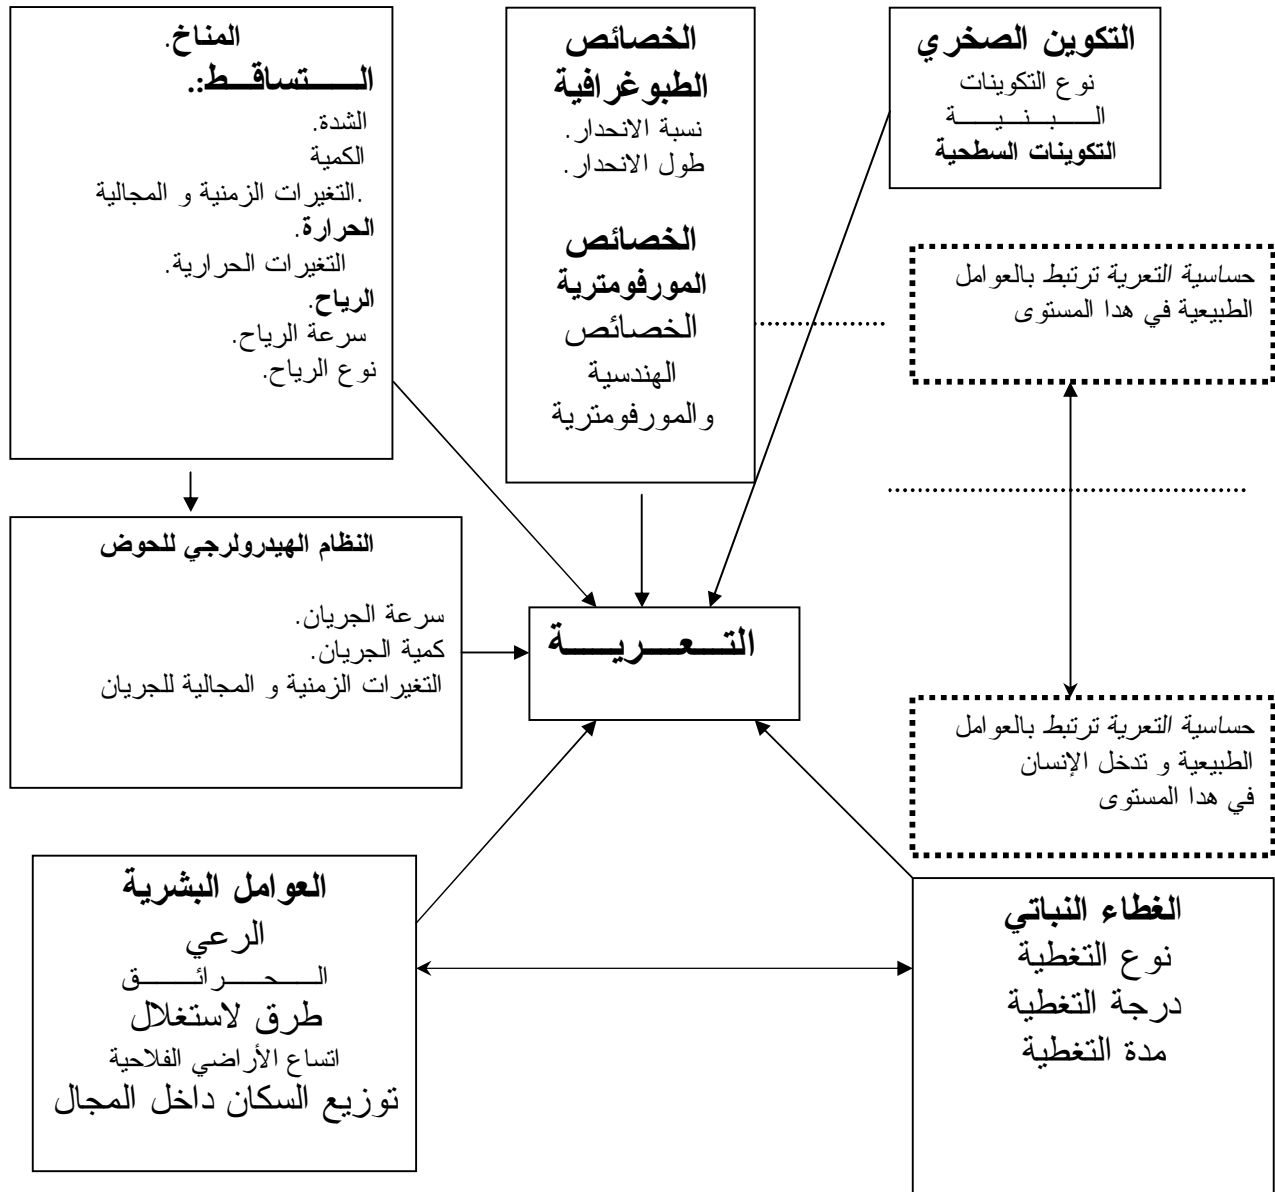 التكوين الصخري
نوع التكوينات
الـــبـــنـــيـــة
التكوينات السطحية
الخصائص
الطبوغرافية
نسبة الانحدار.
طول الانحدار.
الخصائص
المورفومترية
الخصائص
الهندسية
والمورفومترية
المناخ.
الـــتساقـــط:.
الشدة.
الكمية
.التغيرات الزمنية و المجالية
الحرارة.
التغيرات الحرارية.
الرياح.
سرعة الرياح.
نوع الرياح.
حساسية التعرية ترتبط بالعوامل
الطبيعية في هدا المستوى
النظام الهيدرولرجي للحوض
سرعة الجريان.
كمية الجريان.
التغيرات الزمنية و المجالية للجريان
التـــعـــريـــة
حساسية التعرية ترتبط بالعوامل
الطبيعية و تدخل الإنسان
في هدا المستوى
الغطاء النباتي
نوع التغطية
درجة التغطية
مدة التغطية
العوامل البشرية
الرعي
الـــحـــرائـــق
طرق لاستغلال
اتساع الأراضي الفلاحية
توزيع السكان داخل المجال